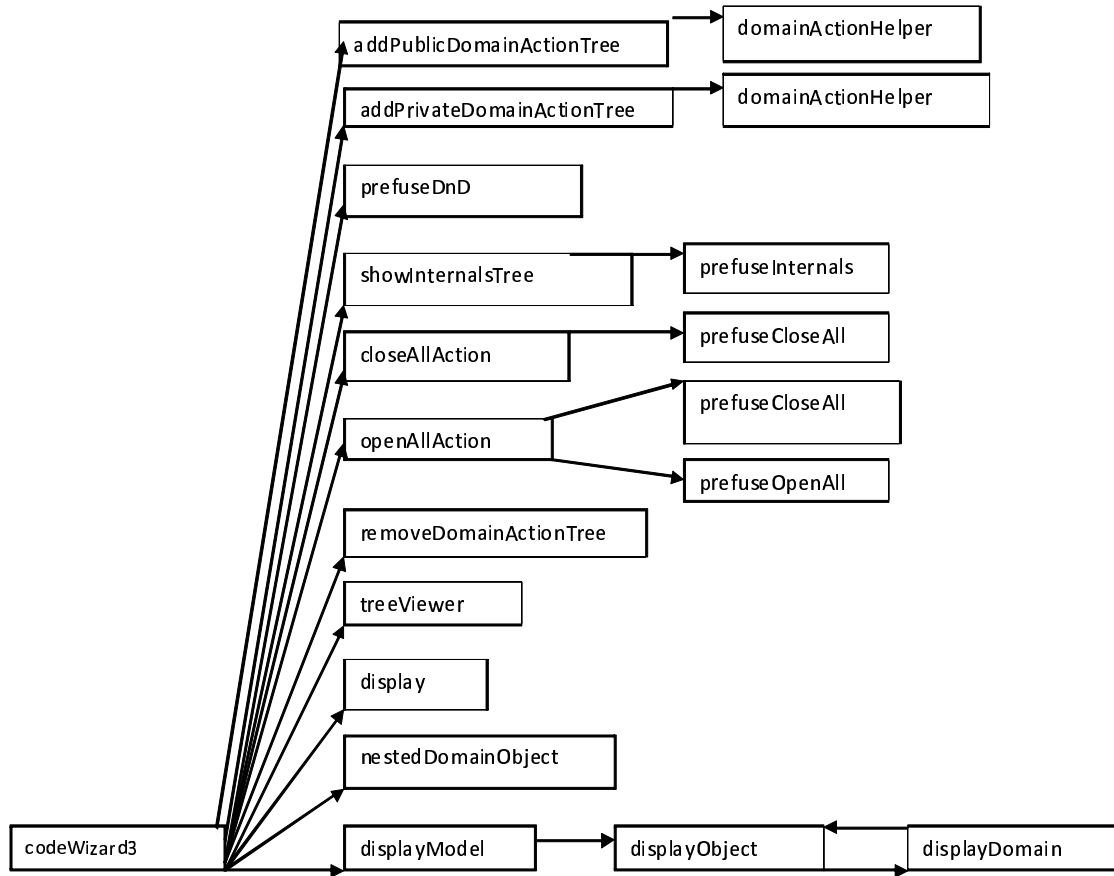 addPublicDomainActionTree
domainActionHelper
addPrivateDomainActionTree
domainActionHelper
prefuseDnD
showInternalsTree
prefuseInternals
closeAllAction
prefuseCloseAll
openAllAction
prefuseCloseAll
prefuseOpenAll
removeDomainActionTree
treeViewer
display
nestedDomainObject
codeWizard3
displayModel
displayObject
displayDomain